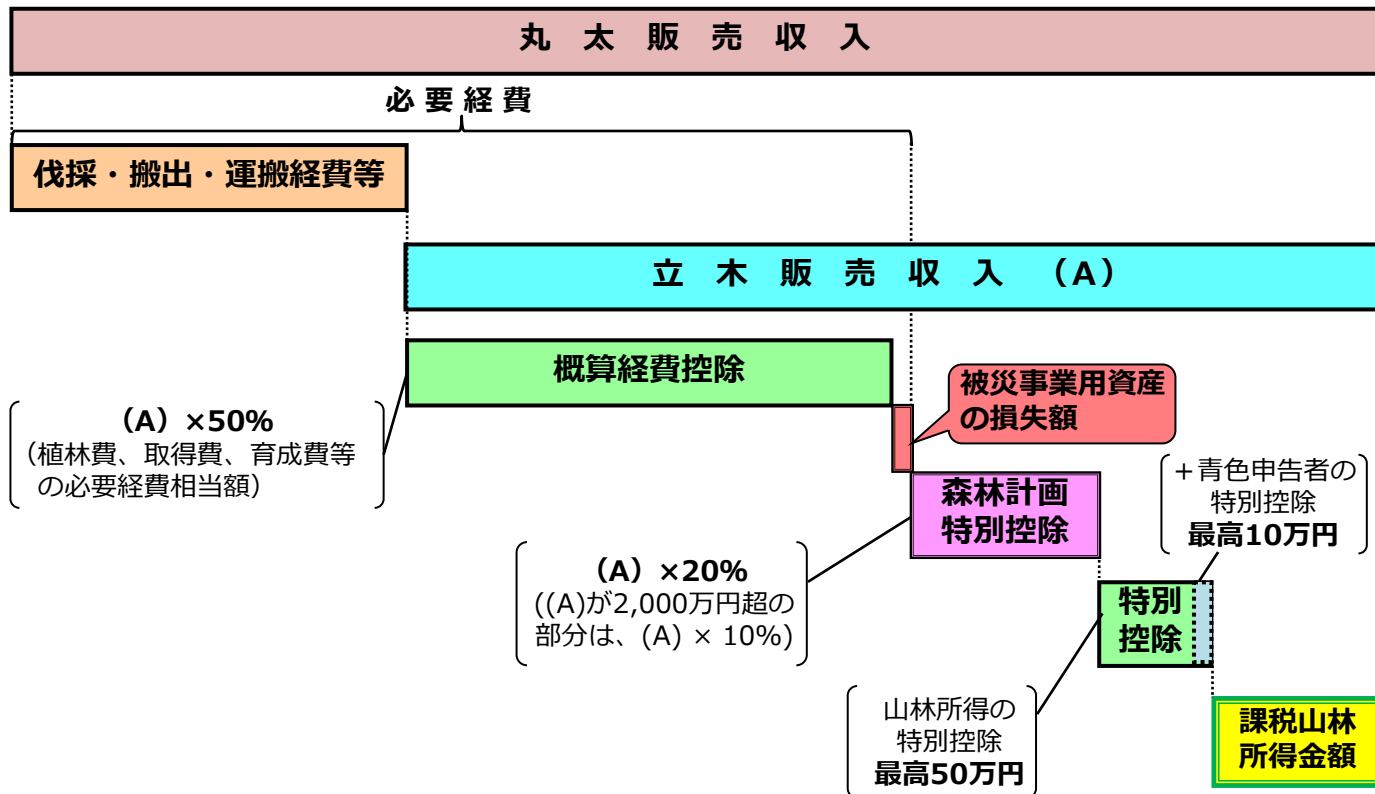 丸太販売収入
必要経費
伐採・搬出・運搬経費等
立木販売収入（A）
概算経費控除
被災事業用資産
の損失額
（A）×50%
（植林費、取得費、育成費等
の必要経費相当額）
森林計画
特別控除
＋青色申告者の
特別控除
最高10万円
（A）×20%
((A)が2,000万円超の
部分は、(A) × 10%)
特別
控除
山林所得の
特別控除
最高50万円
課税山林
所得金額